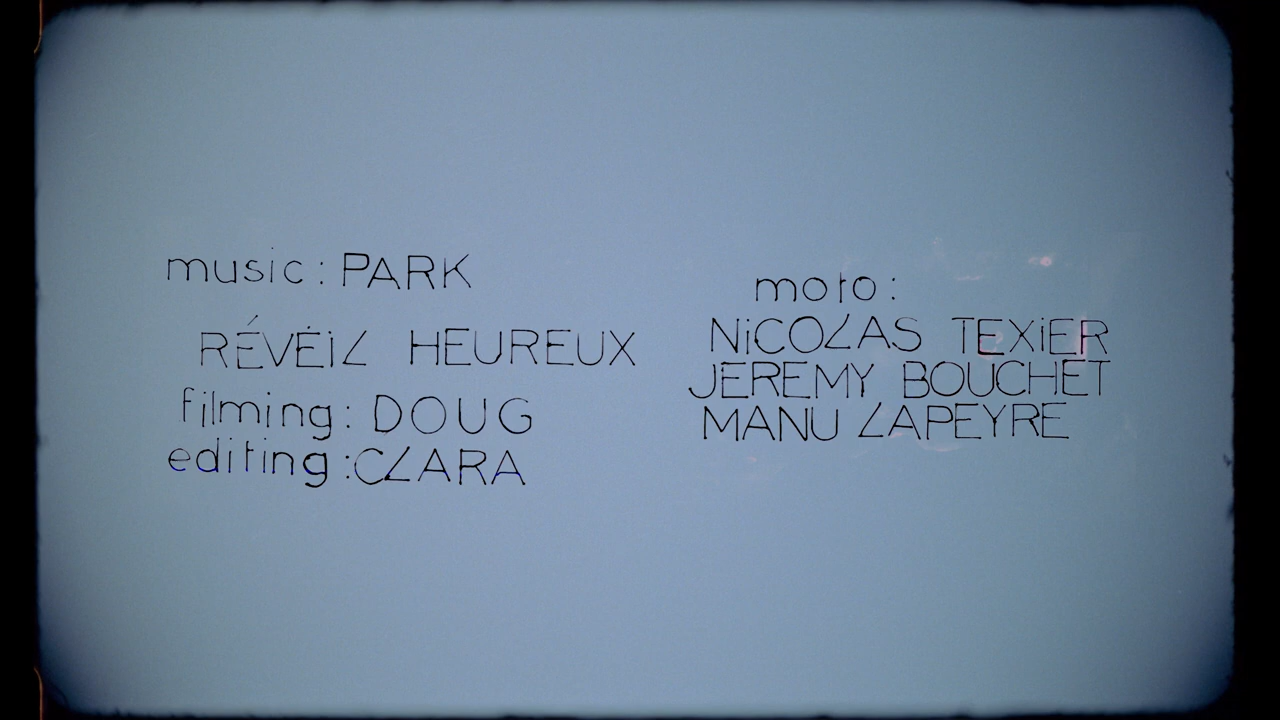 music: PARK
RÉVEiL HEUREUX
filming: DOUG
editing: CLARA
moto:
NiCOLAS TEXiER
JEREMY BOUCHET
MANU LAPEYRE